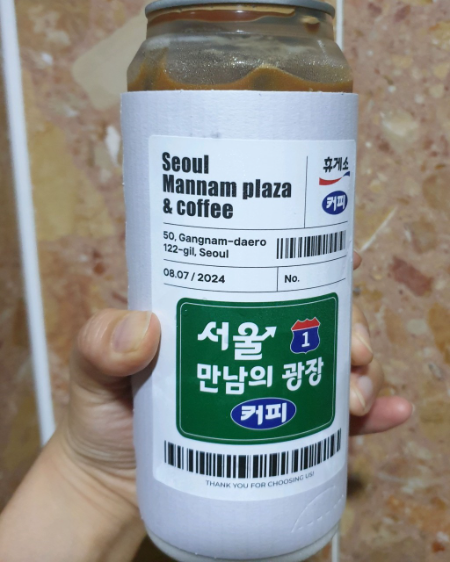 Seoul
Mannam plaza
& coffee
휴게소
커피
50, Gangnam-daero
122-gil, Seoul
08.07 / 2024
No.
서울
1
만남의 광장
커피
THANK YOU FOR CHOOSING US!